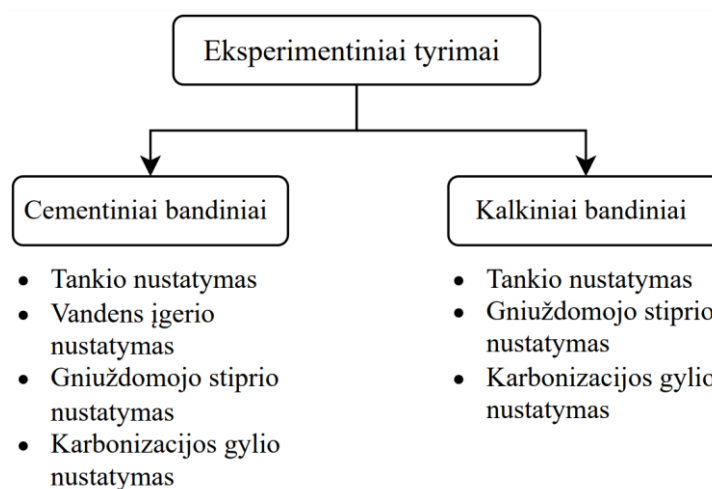 Eksperimentiniai tyrimai
Cementiniai bandiniai
• Tankio nustatymas
• Vandens įgerio
nustatymas
• Gniuždomojo stiprio
nustatymas
• Karbonizacijos gylio
nustatymas
Kalkiniai bandiniai
• Tankio nustatymas
• Gniuždomojo stiprio
nustatymas
• Karbonizacijos gylio
nustatymas